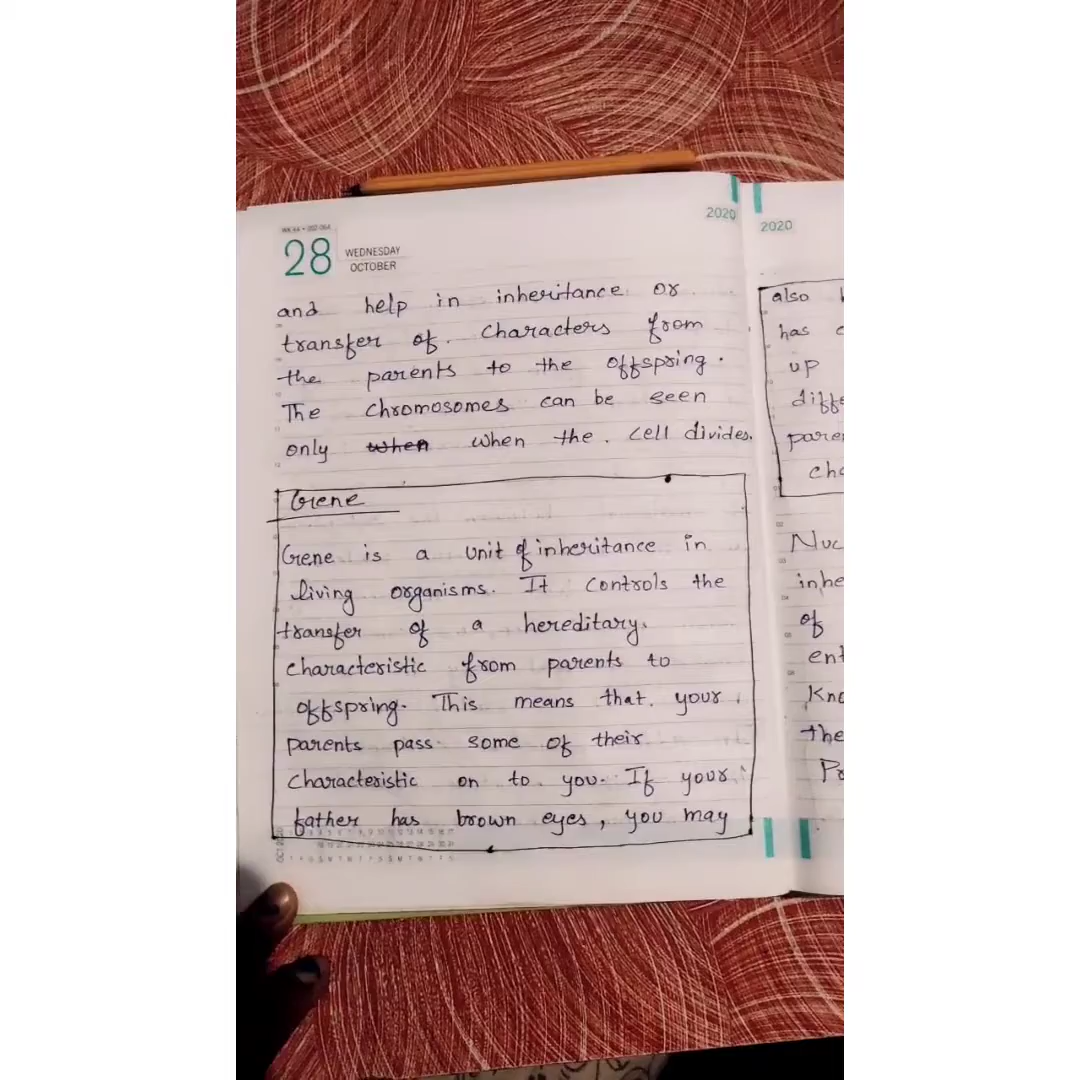 28 WEDNESDAY
OCTOBER
2020
and help in inheritance or
transfer of characters from
the parents to the offspring.
The chromosomes can be seen
only when when the cell divides.
Gene
Gene is a unit of inheritance in
living organisms. It controls the
transfer of a hereditary
characteristic from parents to
offspring. This means that your
parents pass some of their
characteristic on to you. If your
father has brown eyes, you may
2020
also
has
up
Nuc
inhe
of
ent
Kno
the